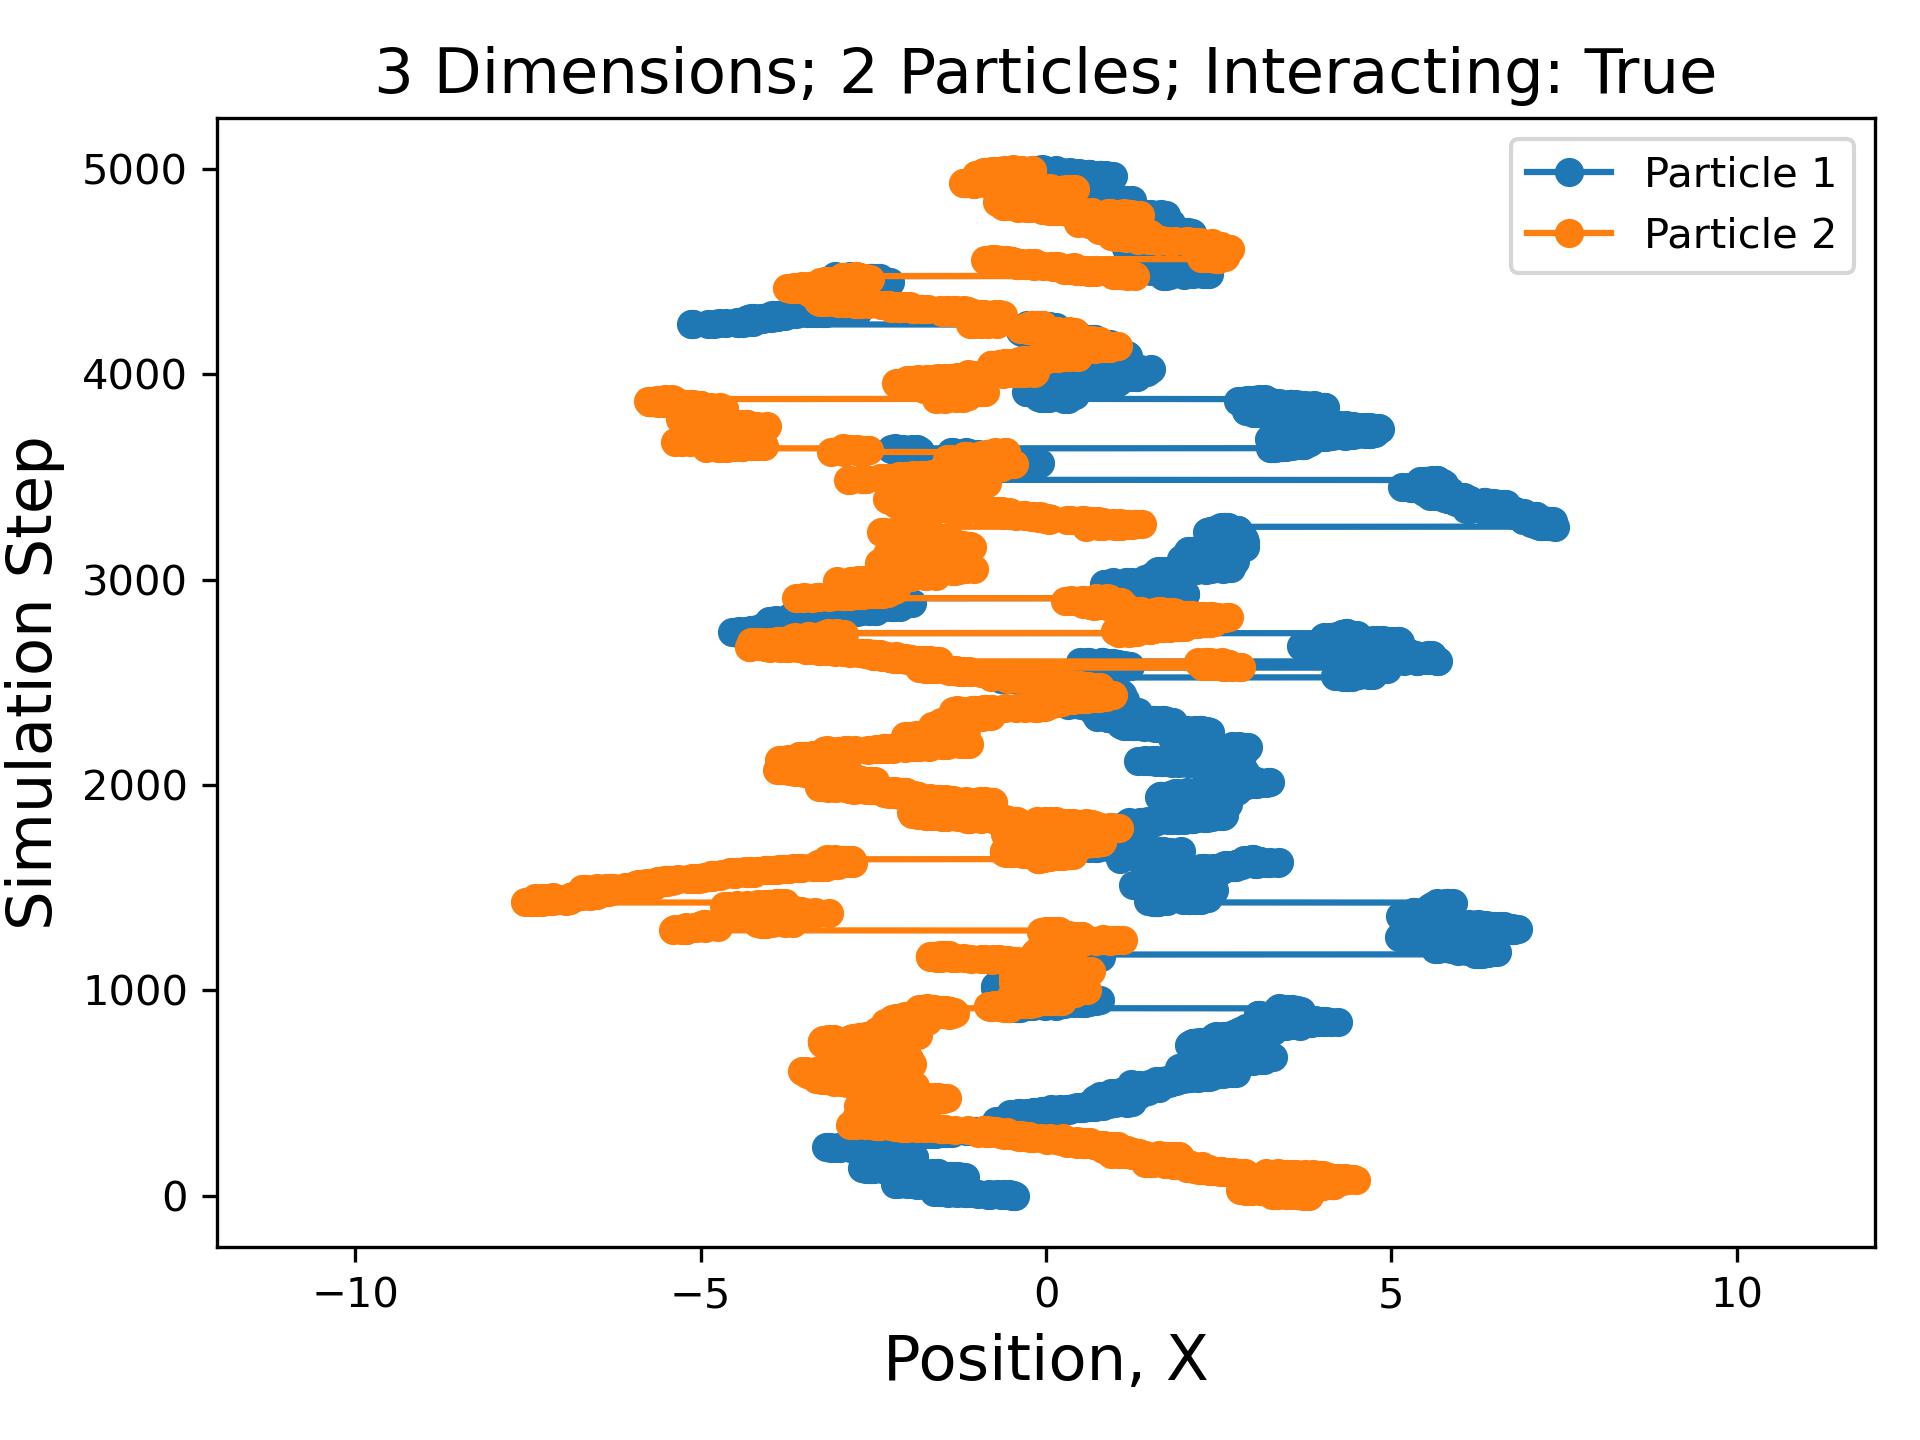 3 Dimensions; 2 Particles; Interacting: True
Particle 1
Particle 2
Simulation Step
5000
4000
3000
2000
1000
0
−10
−5
0
5
10
Position, X